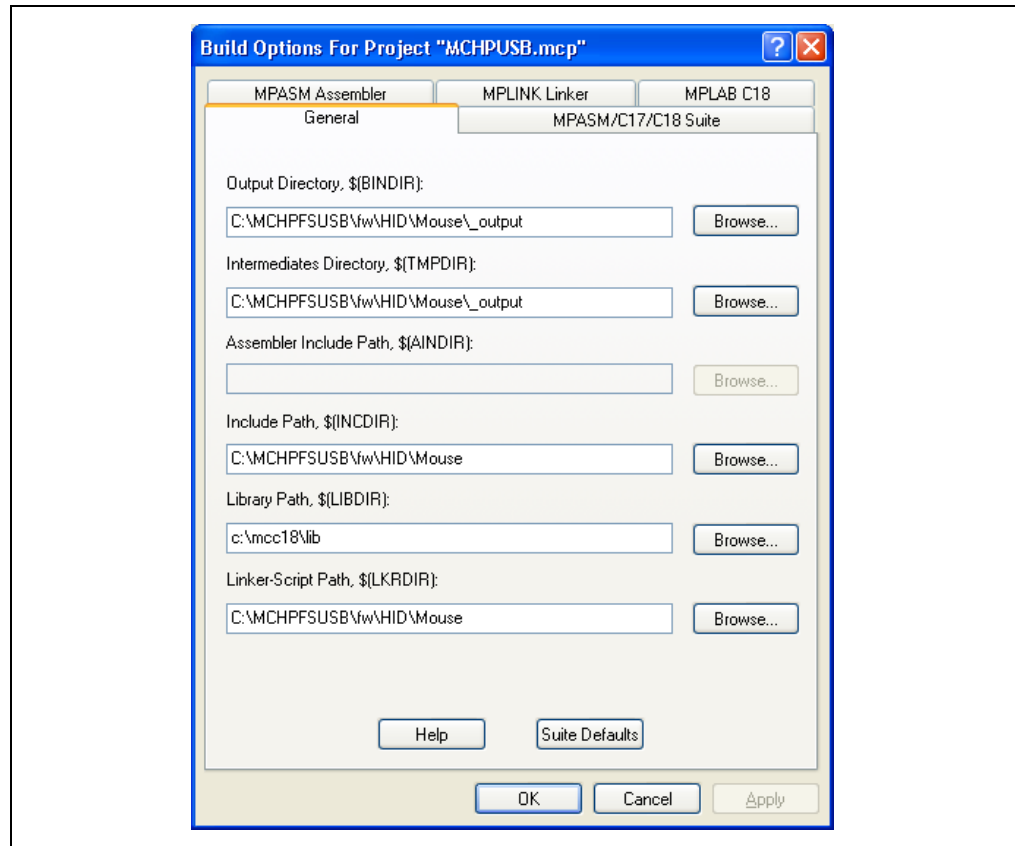 Build Options For Project "MCHPUSB.mcp"
MPASM Assembler MPLINK Linker MPLAB C18
General MPASM/C17/C18 Suite
Output Directory, $(BINDIR):
C:\MCHPFSUSB\fw\HID\Mouse\_output Browse...
Intermediates Directory, $(TMPDIR):
C:\MCHPFSUSB\fw\HID\Mouse\_output Browse...
Assembler Include Path, $(AINDIR):
Browse...
Include Path, $(INCDIR):
C:\MCHPFSUSB\fw\HID\Mouse Browse...
Library Path, $(LIBDIR):
c:\mcc18\lib Browse...
Linker-Script Path, $(LKRDIR):
C:\MCHPFSUSB\fw\HID\Mouse Browse...
Help Suite Defaults
OK Cancel Apply